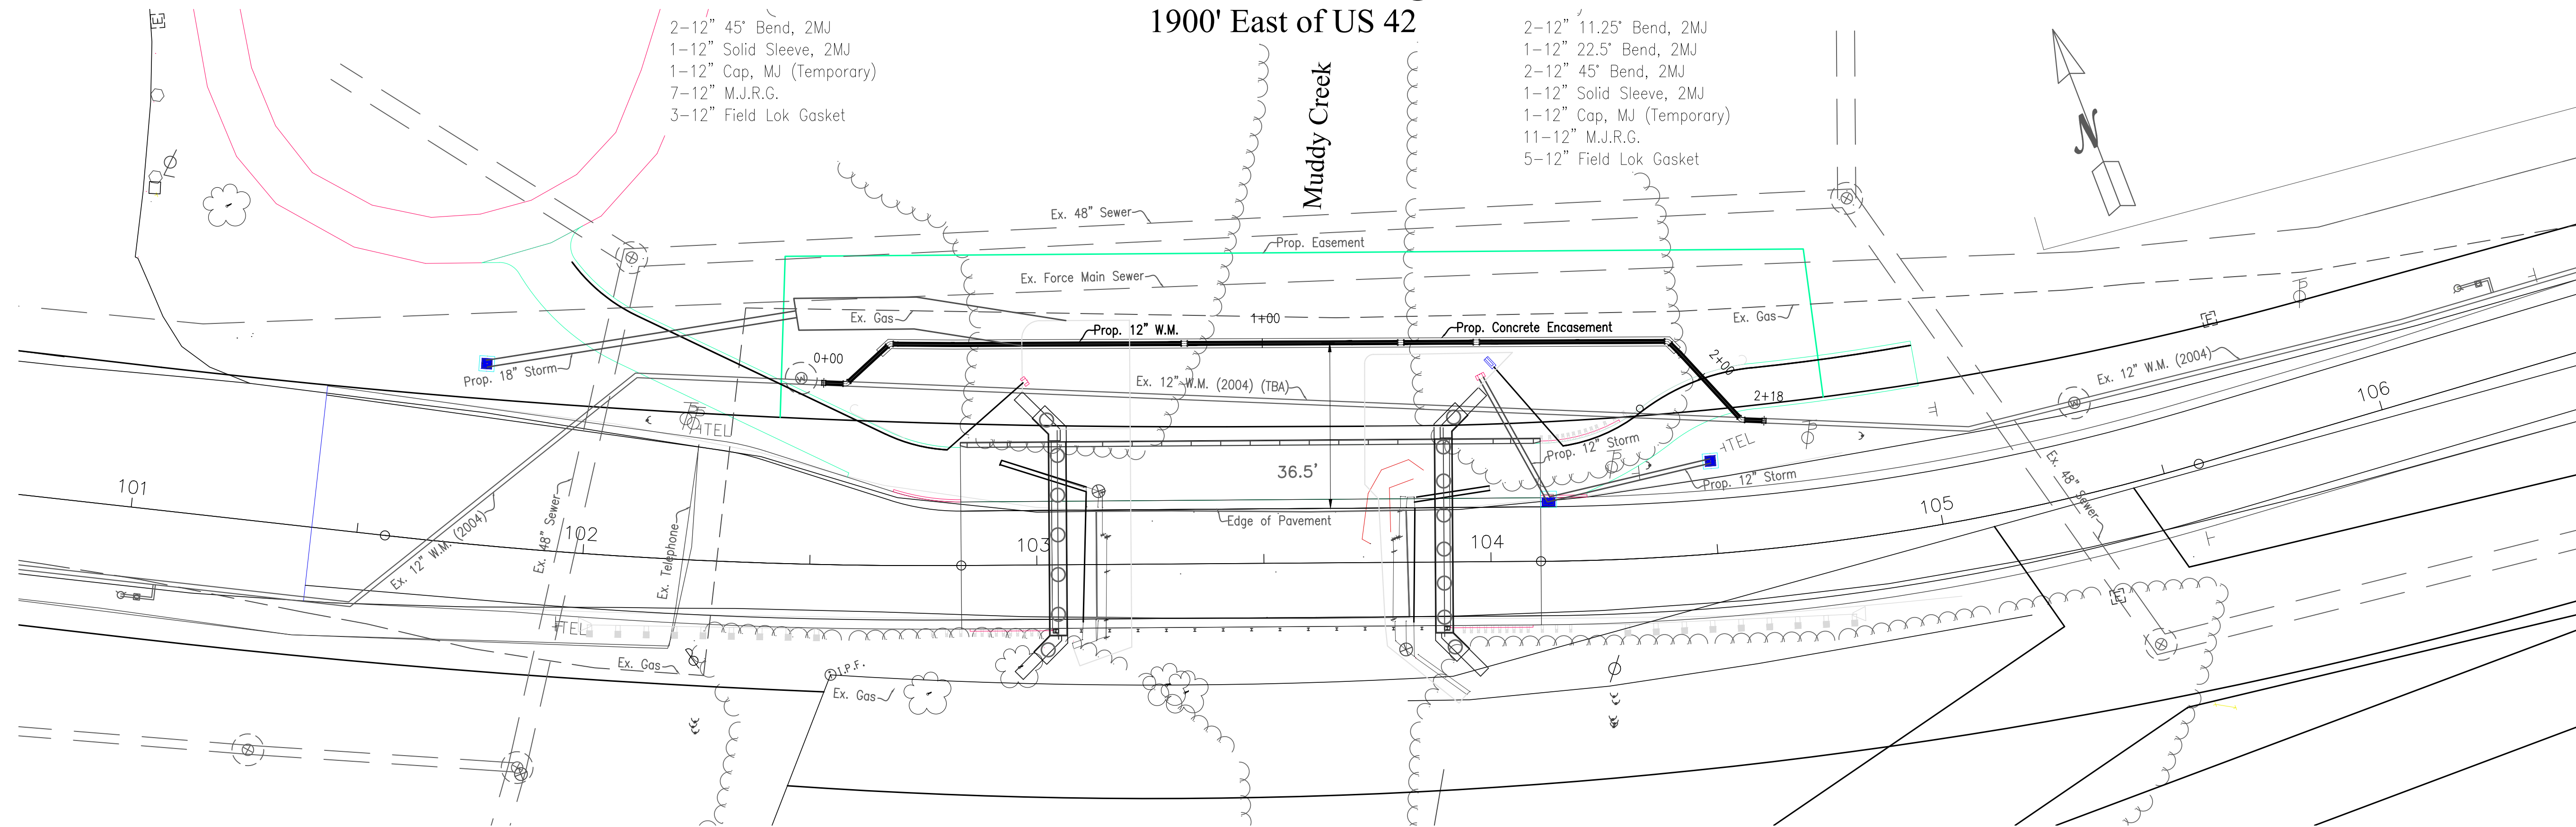 1900' East of US 42
2-12" 45° Bend, 2MJ
1-12" Solid Sleeve, 2MJ
1-12" Cap, MJ (Temporary)
7-12" M.J.R.G.
3-12" Field Lok Gasket
Muddy Creek
2-12" 11.25° Bend, 2MJ
1-12" 22.5° Bend, 2MJ
2-12" 45° Bend, 2MJ
1-12" Solid Sleeve, 2MJ
1-12" Cap, MJ (Temporary)
11-12" M.J.R.G.
5-12" Field Lok Gasket
N
E
Ex. 48" Sewer
Prop. Easement
Ex. Force Main Sewer
Ex. Gas
1+00
Ex. Gas
E
Prop. 12" W.M.
Prop. Concrete Encasement
0+00
W
2+00
Prop. 18" Storm
Ex. 12" W.M. (2004) (TBA)
2+18
Ex. 12" W.M. (2004)
W
106
TEL
TEL
Prop. 12" Storm
36.5'
Prop. 12" Storm
101
Ex. 12" W.M. (2004)
Ex. 48" Sewer
102
Ex. Telephone
103
Edge of Pavement
104
105
Ex. 48" Sewer
E
TEL
Ex. Gas
I.P.F.
Ex. Gas